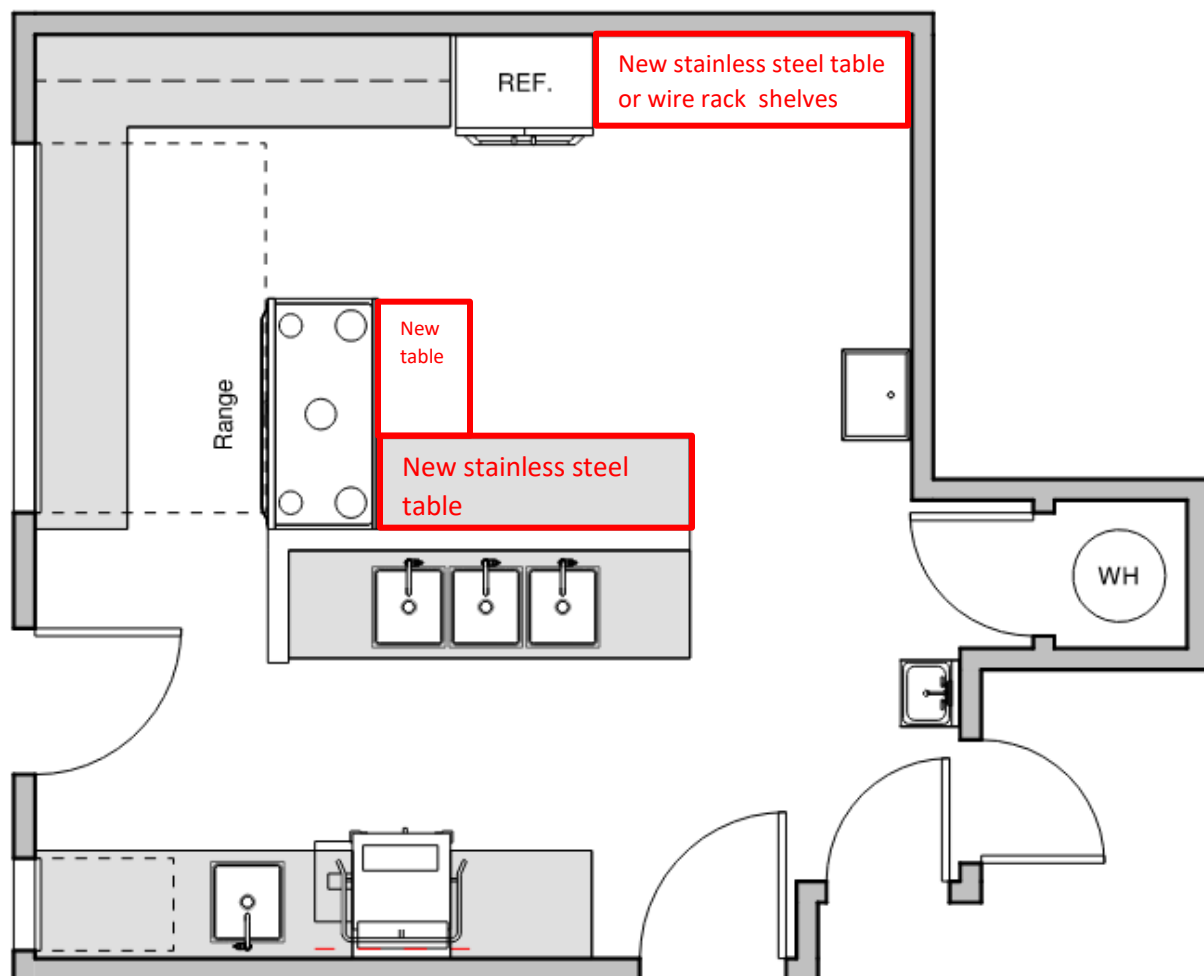 REF.
New stainless steel table
or wire rack  shelves
New
table
Range
New stainless steel
table
WH